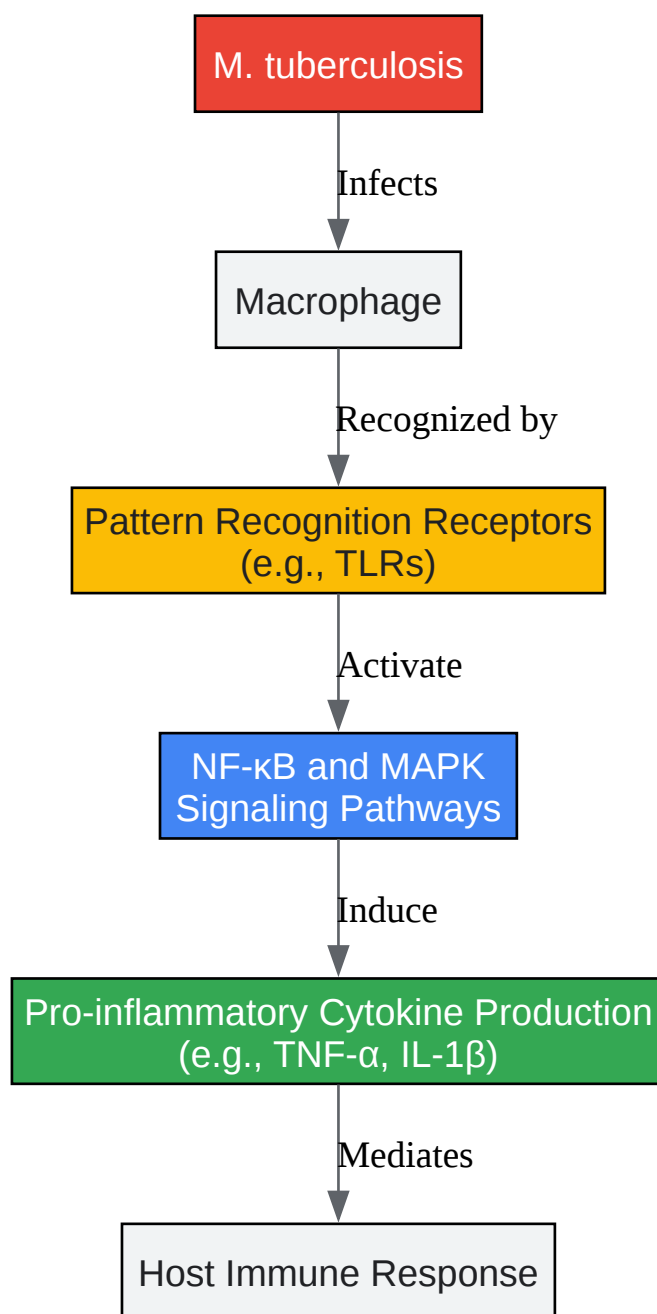 M. tuberculosis
Infects
Macrophage
Recognized by
Pattern Recognition Receptors
(e.g., TLRs)
Activate
NF-κB and MAPK
Signaling Pathways
Induce
Pro-inflammatory Cytokine Production
(e.g., TNF-α, IL-1β)
Mediates
Host Immune Response